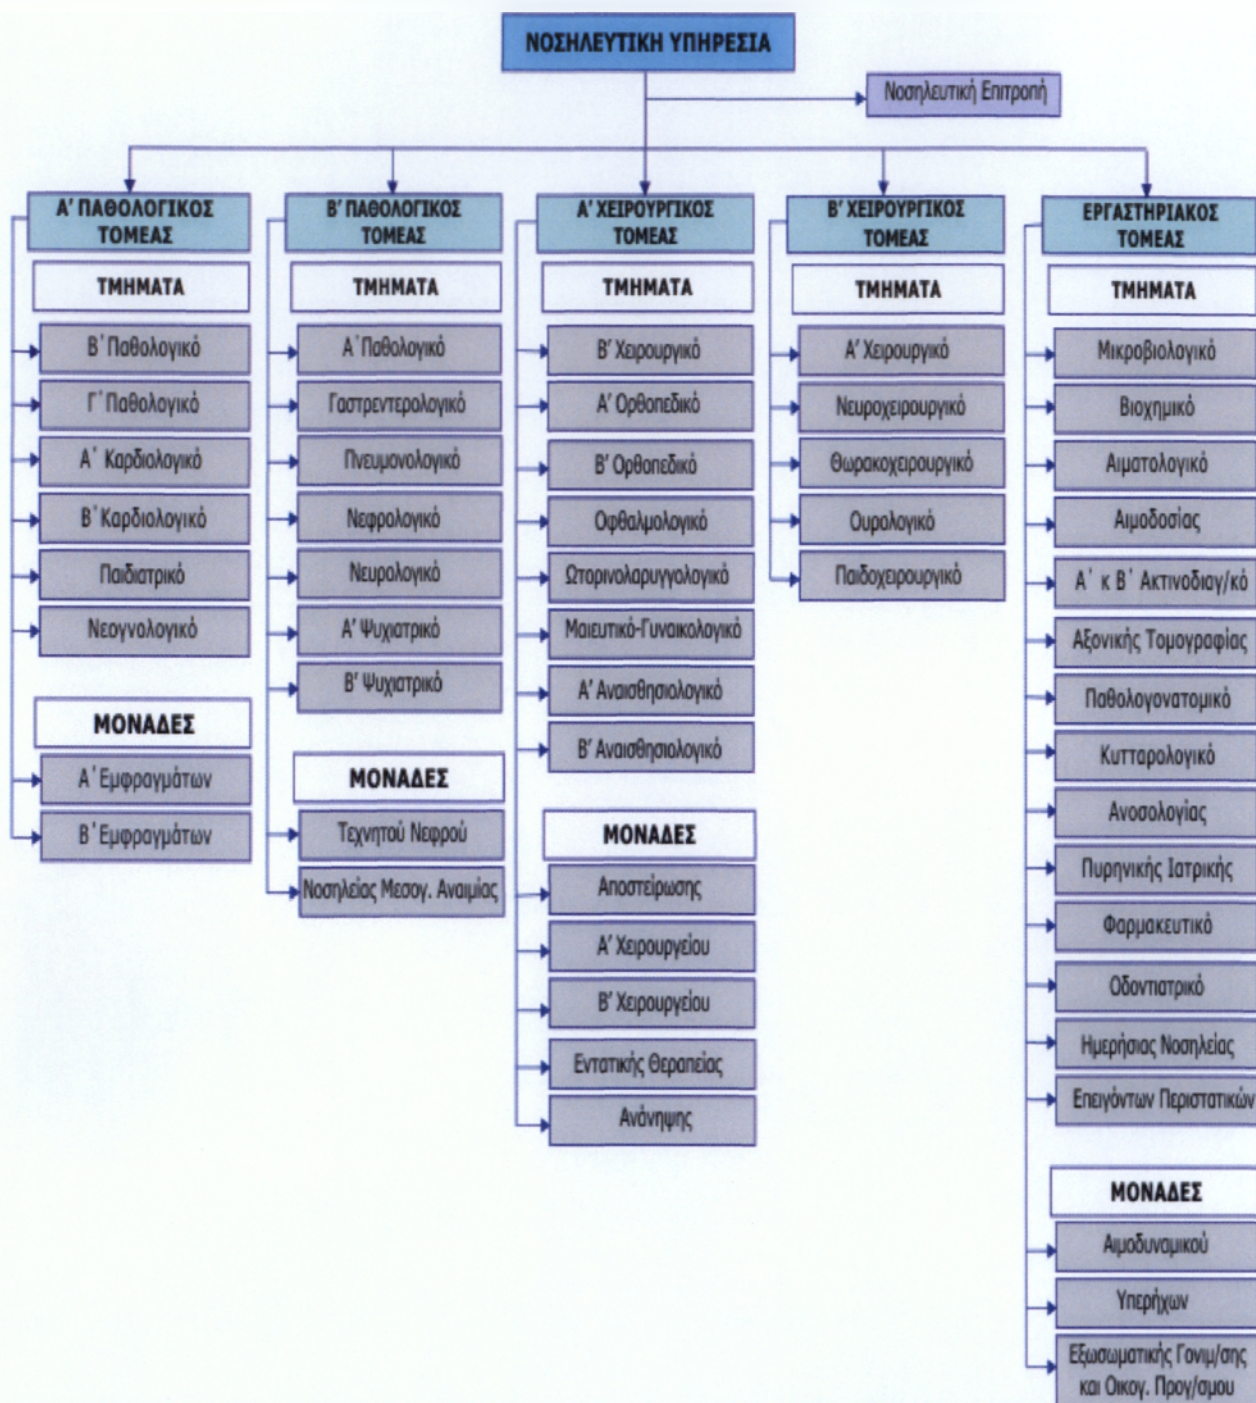 ΝΟΣΗΛΕΥΤΙΚΗ ΥΠΗΡΕΣΙΑ
Νοσηλευτική Επιτροπή
Α' ΠΑΘΟΛΟΓΙΚΟΣ
ΤΟΜΕΑΣ
ΤΜΗΜΑΤΑ
Β΄ Παθολογικό
Γ΄ Παθολογικό
Α΄ Καρδιολογικό
Β΄ Καρδιολογικό
Παιδιατρικό
Νεογνολογικό
ΜΟΝΑΔΕΣ
Α΄ Εμφραγμάτων
Β΄ Εμφραγμάτων
Β' ΠΑΘΟΛΟΓΙΚΟΣ
ΤΟΜΕΑΣ
ΤΜΗΜΑΤΑ
Α΄ Παθολογικό
Γαστρεντερολογικό
Πνευμονολογικό
Νεφρολογικό
Νευρολογικό
Α' Ψυχιατρικό
Β' Ψυχιατρικό
ΜΟΝΑΔΕΣ
Τεχνητού Νεφρού
Νοσηλείας Μεσογ. Αναιμίας
Α' ΧΕΙΡΟΥΡΓΙΚΟΣ
ΤΟΜΕΑΣ
ΤΜΗΜΑΤΑ
Β' Χειρουργικό
Α' Ορθοπεδικό
Β' Ορθοπεδικό
Οφθαλμολογικό
Ωτορινολαρυγγολογικό
Μαιευτικό-Γυναικολογικό
Α' Αναισθησιολογικό
Β' Αναισθησιολογικό
ΜΟΝΑΔΕΣ
Αποστείρωσης
Α' Χειρουργείου
Β' Χειρουργείου
Εντατικής Θεραπείας
Ανάνηψης
Β' ΧΕΙΡΟΥΡΓΙΚΟΣ
ΤΟΜΕΑΣ
ΤΜΗΜΑΤΑ
Α' Χειρουργικό
Νευροχειρουργικό
Θωρακοχειρουργικό
Ουρολογικό
Παιδοχειρουργικό
ΕΡΓΑΣΤΗΡΙΑΚΟΣ
ΤΟΜΕΑΣ
ΤΜΗΜΑΤΑ
Μικροβιολογικό
Βιοχημικό
Αιματολογικό
Αιμοδοσίας
Α΄ κ Β΄ Ακτινοδιαγ/κό
Αξονικής Τομογραφίας
Παθολογονατομικό
Κυτταρολογικό
Ανοσολογίας
Πυρηνικής Ιατρικής
Φαρμακευτικό
Οδοντιατρικό
Ημερήσιας Νοσηλείας
Επειγόντων Περιστατικών
ΜΟΝΑΔΕΣ
Αιμοδυναμικού
Υπερήχων
Εξωσωματικής Γονιμ/σης
και Οικογ. Προγ/σμου